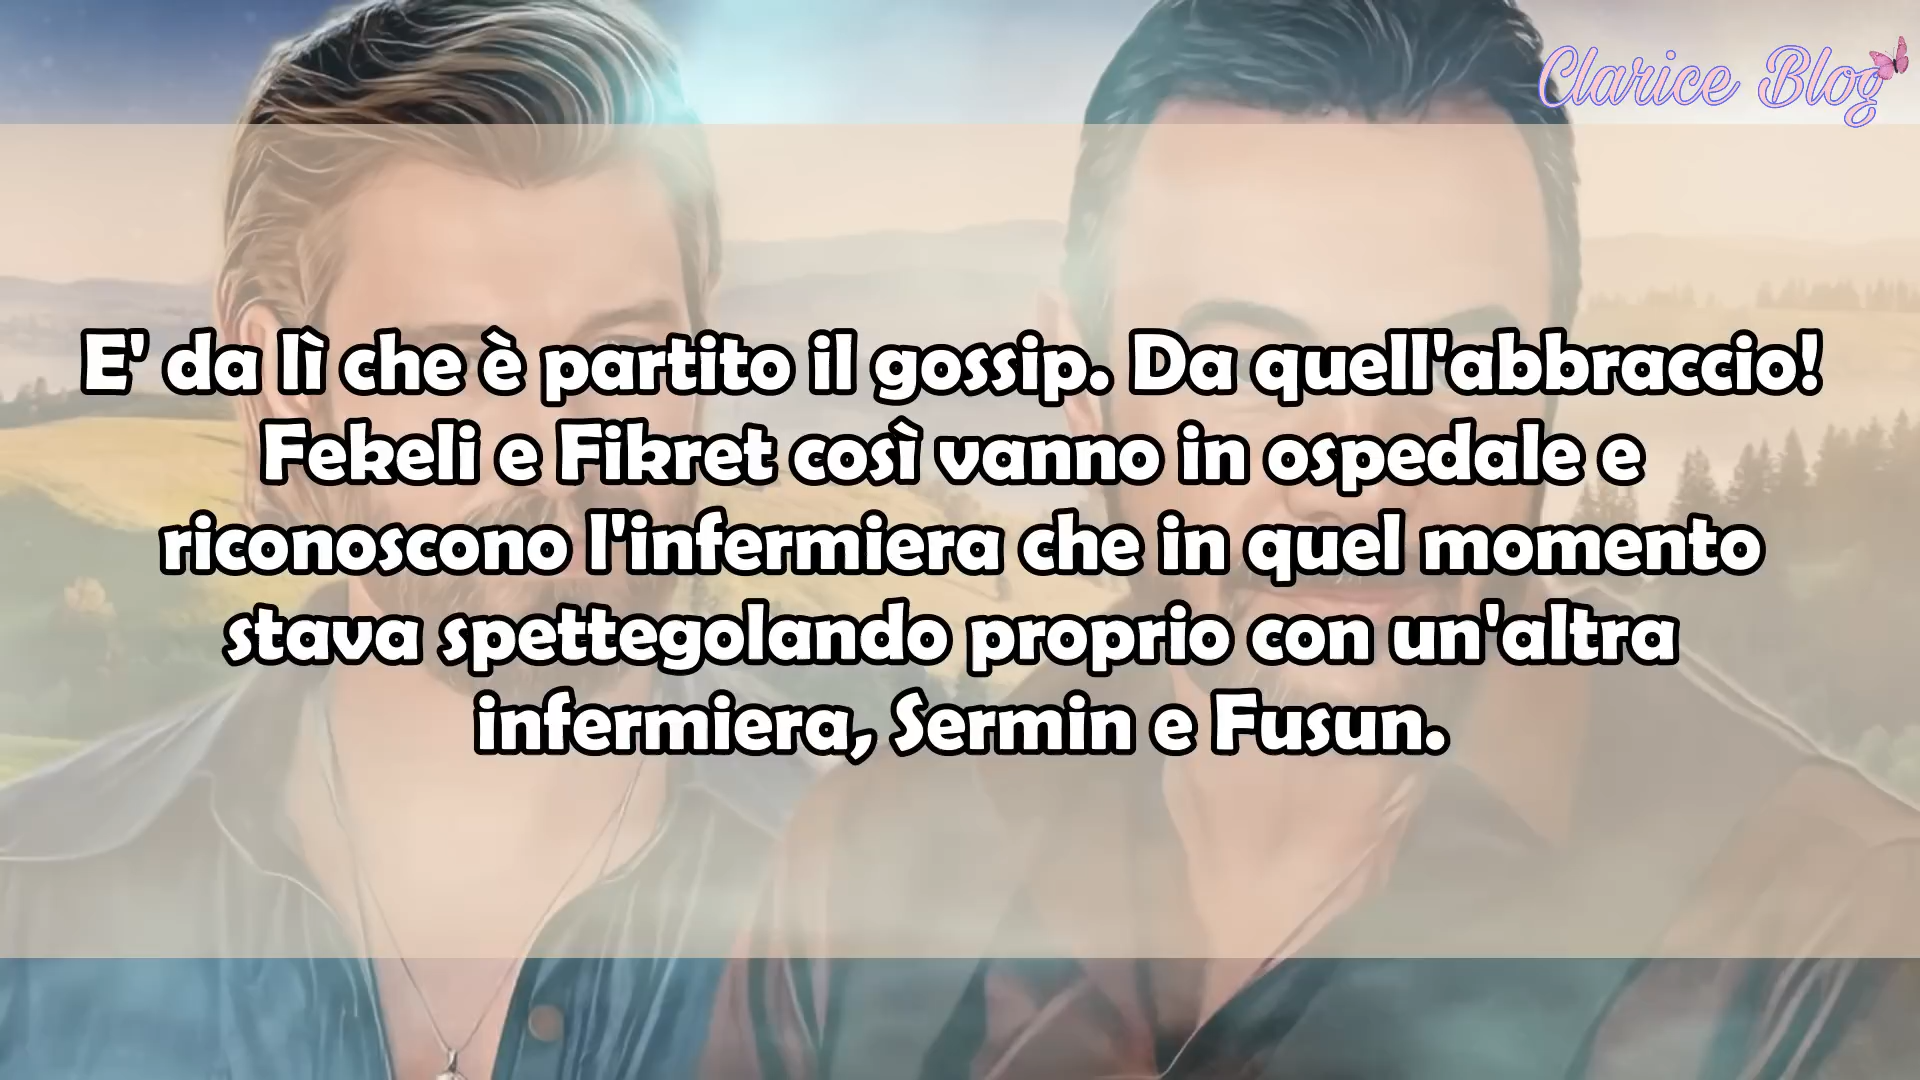 Clarice Blog
E' da lì che è partito il gossip. Da quell'abbraccio!
Fekeli e Fikret così vanno in ospedale e
riconoscono l'infermiera che in quel momento
stava spettegolando proprio con un'altra
infermiera, Sermin e Fusun.